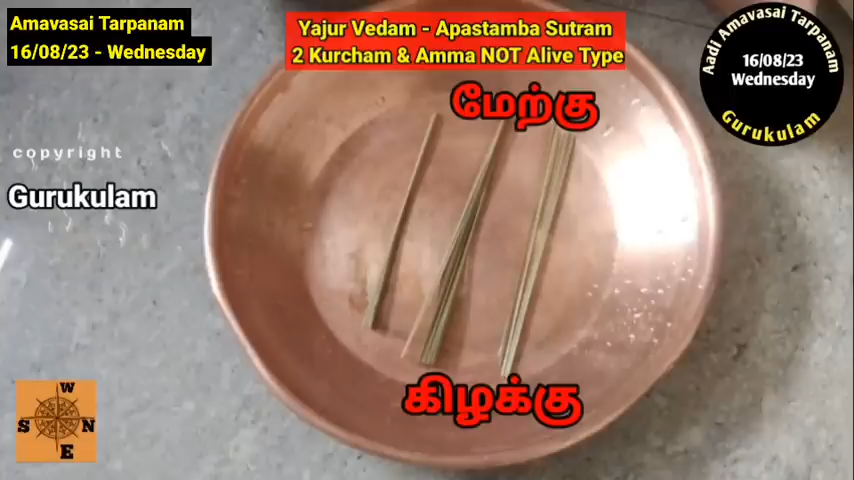 Amavasai Tarpanam
16/08/23 - Wednesday
Yajur Vedam - Apastamba Sutram
2 Kurcham & Amma NOT Alive Type
Aadi Amavasai Tarpanam
16/08/23
Wednesday
Gurukulam
மேற்கு
copyright
Gurukulam
கிழக்கு
W
S N
E